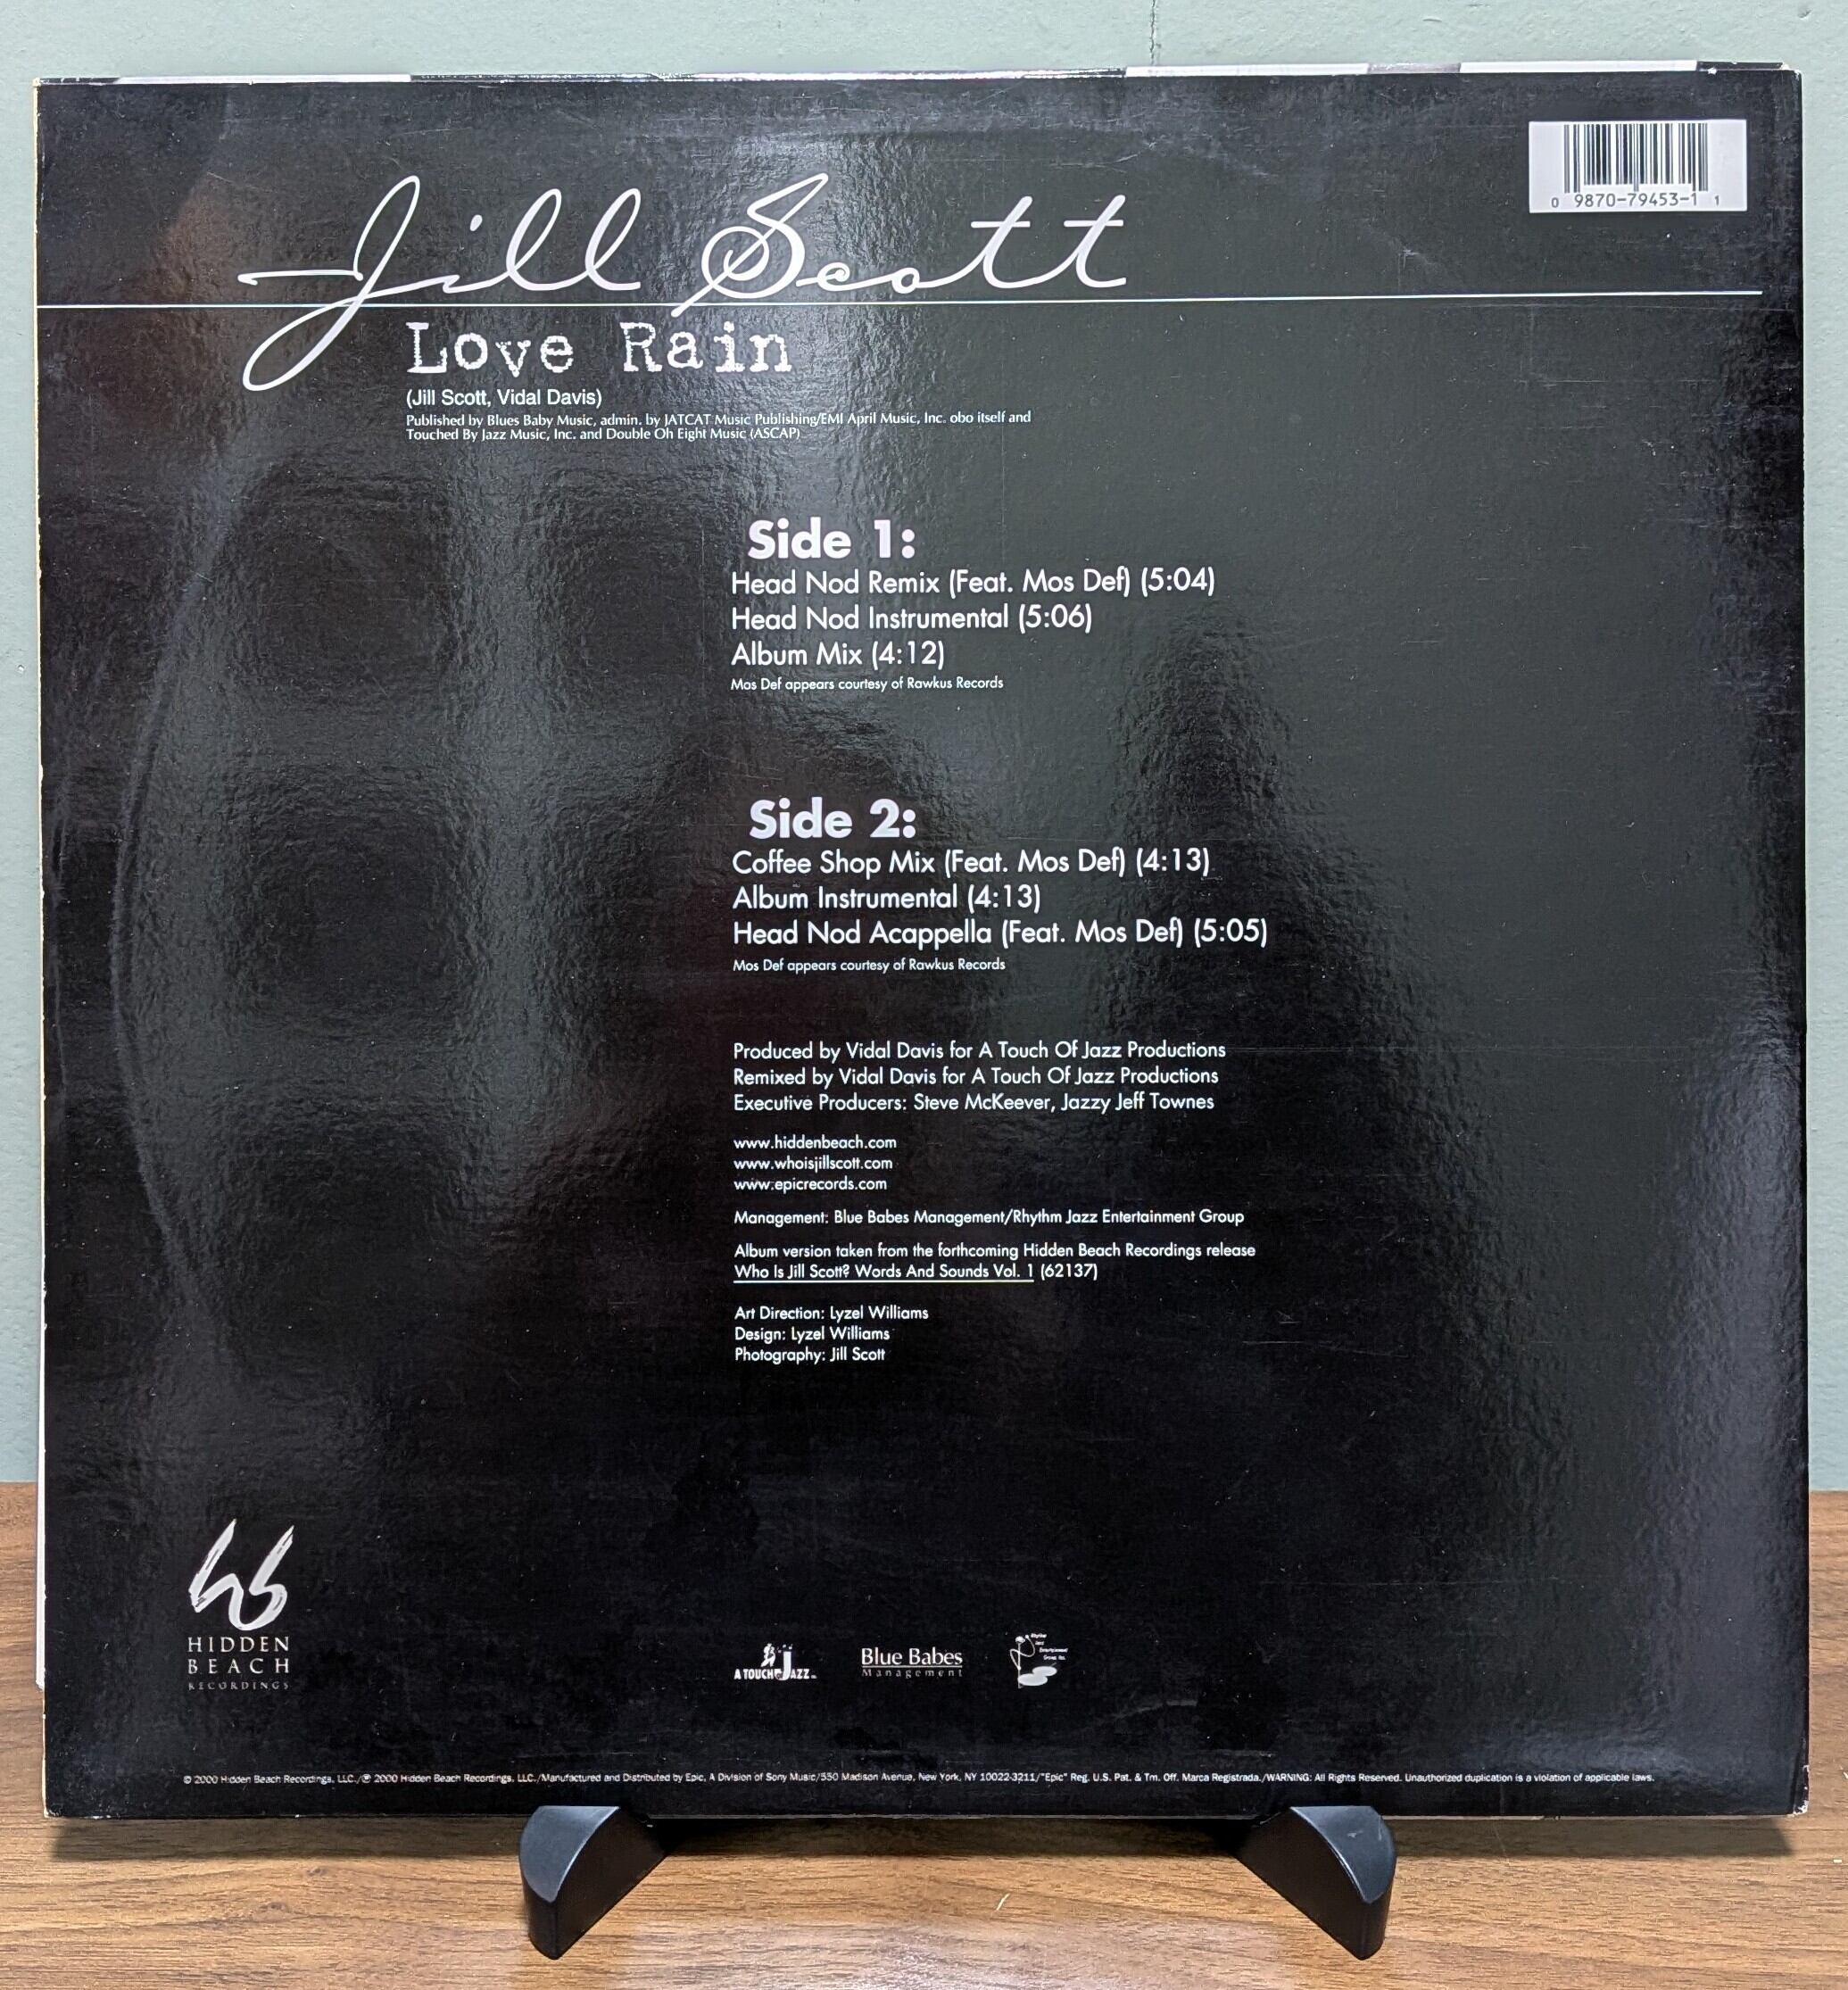 0 9870-79453-1 1
Jill Scott
Love Rain
(Jill Scott, Vidal Davis)
Published by Blues Baby Music, admin. by JATCAT Music Publishing/EMI April Music, Inc. obo itself and
Touched By Jazz Music, Inc. and Double Oh Eight Music (ASCAP)
Side 1:
Head Nod Remix (Feat. Mos Def) (5:04)
Head Nod Instrumental (5:06)
Album Mix (4:12)
Mos Def appears courtesy of Rawkus Records
Side 2:
Coffee Shop Mix (Feat. Mos Def) (4:13)
Album Instrumental (4:13)
Head Nod Acappella (Feat. Mos Def) (5:05)
Mos Def appears courtesy of Rawkus Records
Produced by Vidal Davis for A Touch Of Jazz Productions
Remixed by Vidal Davis for A Touch Of Jazz Productions
Executive Producers: Steve McKeever, Jazzy Jeff Townes
www.hiddenbeach.com
www.whoisjillscott.com
www.epicrecords.com
Management: Blue Babes Management/Rhythm Jazz Entertainment Group
Album version taken from the forthcoming Hidden Beach Recordings release
Who Is Jill Scott? Words And Sounds Vol. 1 (62137)
Art Direction: Lyzel Williams
Design: Lyzel Williams
Photography: Jill Scott
hb
HIDDEN
BEACH
RECORDINGS
A TOUCH OF JAZZ
Blue Babes
Management
Rhythm
Jazz
Entertainment
Group Inc.
© 2000 Hidden Beach Recordings, LLC./℗ 2000 Hidden Beach Recordings, LLC./Manufactured and Distributed by Epic, A Division of Sony Music/550 Madison Avenue, New York, NY 10022-3211/"Epic" Reg. U.S. Pat. & Tm. Off. Marca Registrada./WARNING: All Rights Reserved. Unauthorized duplication is a violation of applicable laws.